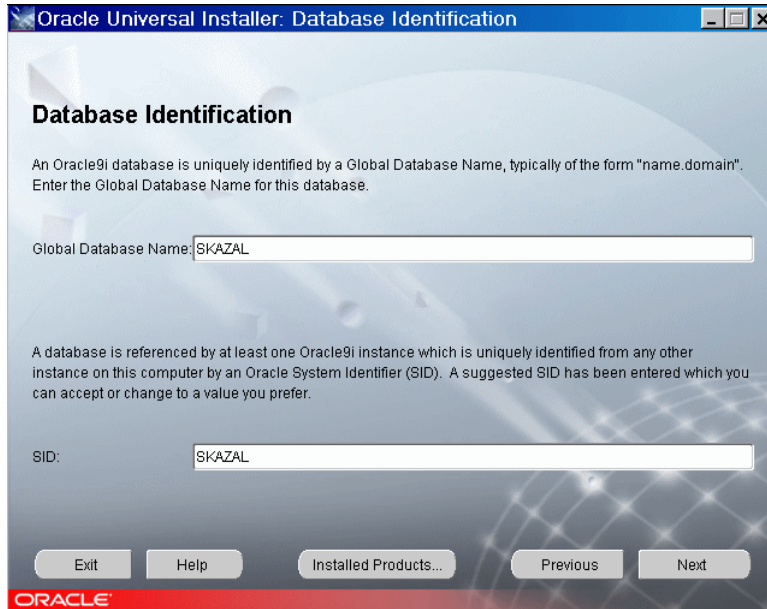 Oracle Universal Installer: Database Identification
Database Identification
An Oracle9i database is uniquely identified by a Global Database Name, typically of the form "name.domain".
Enter the Global Database Name for this database.
Global Database Name: SKAZAL
A database is referenced by at least one Oracle9i instance which is uniquely identified from any other
instance on this computer by an Oracle System Identifier (SID). A suggested SID has been entered which you
can accept or change to a value you prefer.
SID: SKAZAL
Exit Help Installed Products... Previous Next
ORACLE